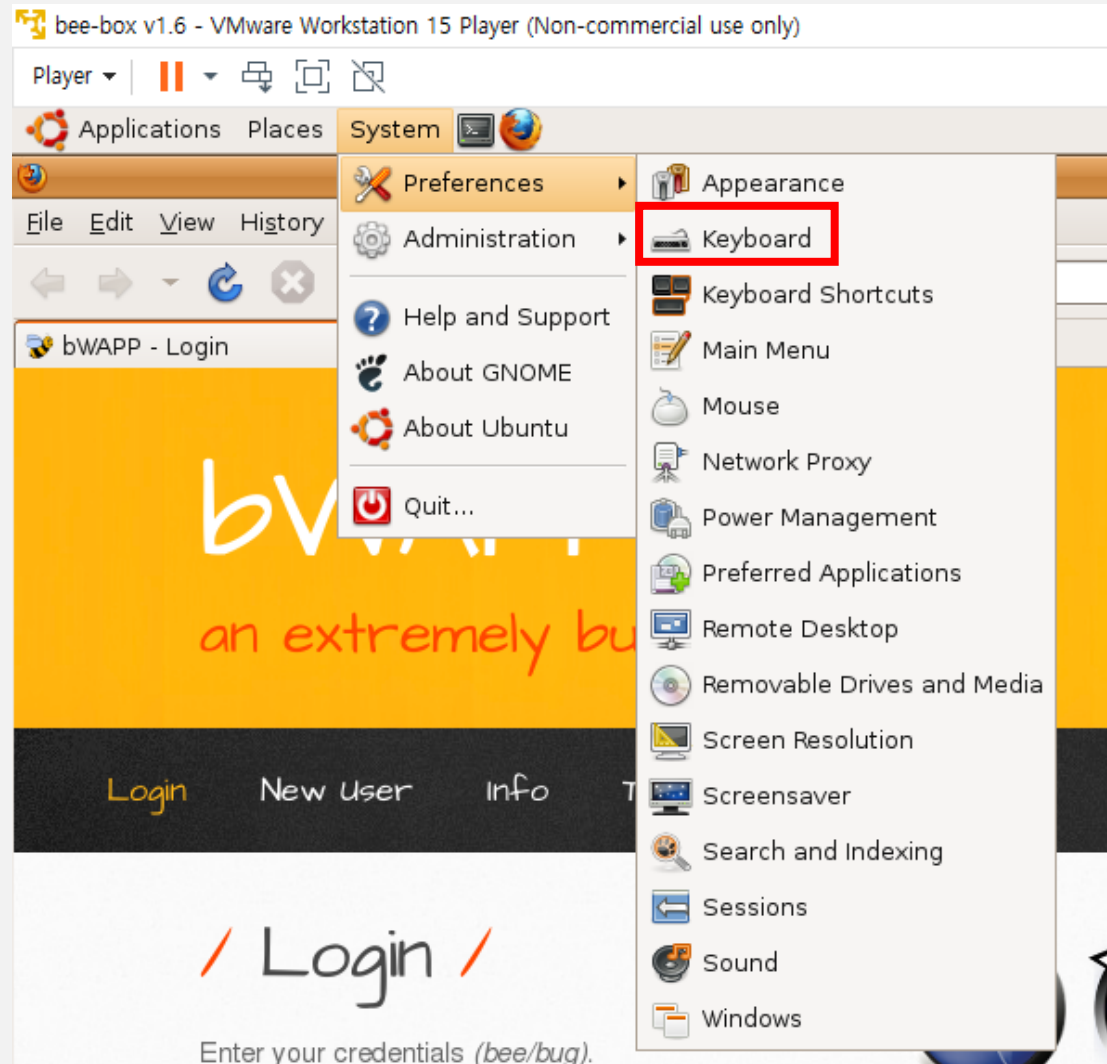 bee-box v1.6 - VMware Workstation 15 Player (Non-commercial use only)
Player
Applications Places System
Preferences
Administration
Help and Support
About GNOME
About Ubuntu
Quit...
Appearance
Keyboard
Keyboard Shortcuts
Main Menu
Mouse
Network Proxy
Power Management
Preferred Applications
Remote Desktop
Removable Drives and Media
Screen Resolution
Screensaver
Search and Indexing
Sessions
Sound
Windows
File Edit View History
bWAPP - Login
an extremely bu
Login New User Info T
/ Login /
Enter your credentials (bee/bug).